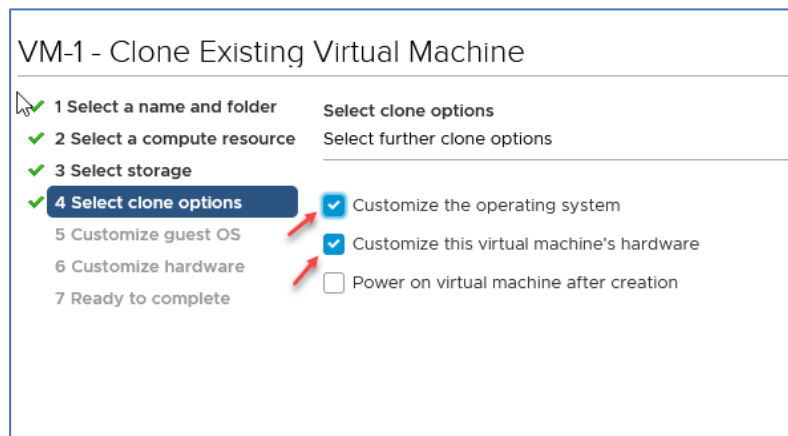 VM-1 - Clone Existing Virtual Machine
1 Select a name and folder
2 Select a compute resource
3 Select storage
4 Select clone options
5 Customize guest OS
6 Customize hardware
7 Ready to complete
Select clone options
Select further clone options
Customize the operating system
Customize this virtual machine's hardware
Power on virtual machine after creation